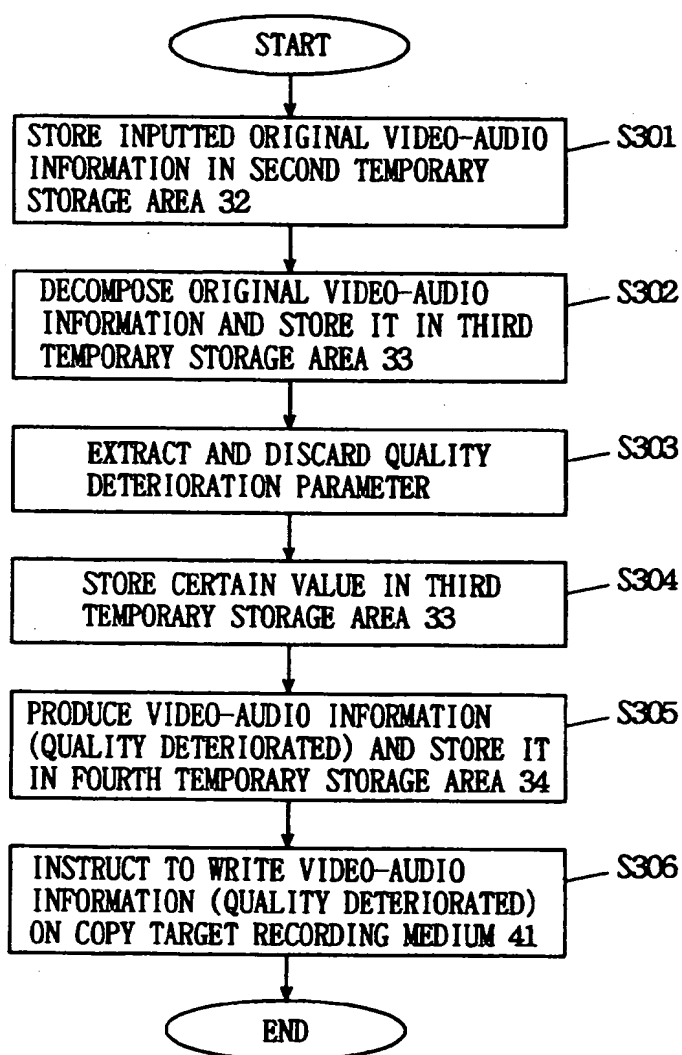 START
STORE INPUTTED ORIGINAL VIDEO-AUDIO
INFORMATION IN SECOND TEMPORARY
STORAGE AREA 32
S301
DECOMPOSE ORIGINAL VIDEO-AUDIO
INFORMATION AND STORE IT IN THIRD
TEMPORARY STORAGE AREA 33
S302
EXTRACT AND DISCARD QUALITY
DETERIORATION PARAMETER
S303
STORE CERTAIN VALUE IN THIRD
TEMPORARY STORAGE AREA 33
S304
PRODUCE VIDEO-AUDIO INFORMATION
(QUALITY DETERIORATED) AND STORE IT
IN FOURTH TEMPORARY STORAGE AREA 34
S305
INSTRUCT TO WRITE VIDEO-AUDIO
INFORMATION (QUALITY DETERIORATED)
ON COPY TARGET RECORDING MEDIUM 41
S306
END